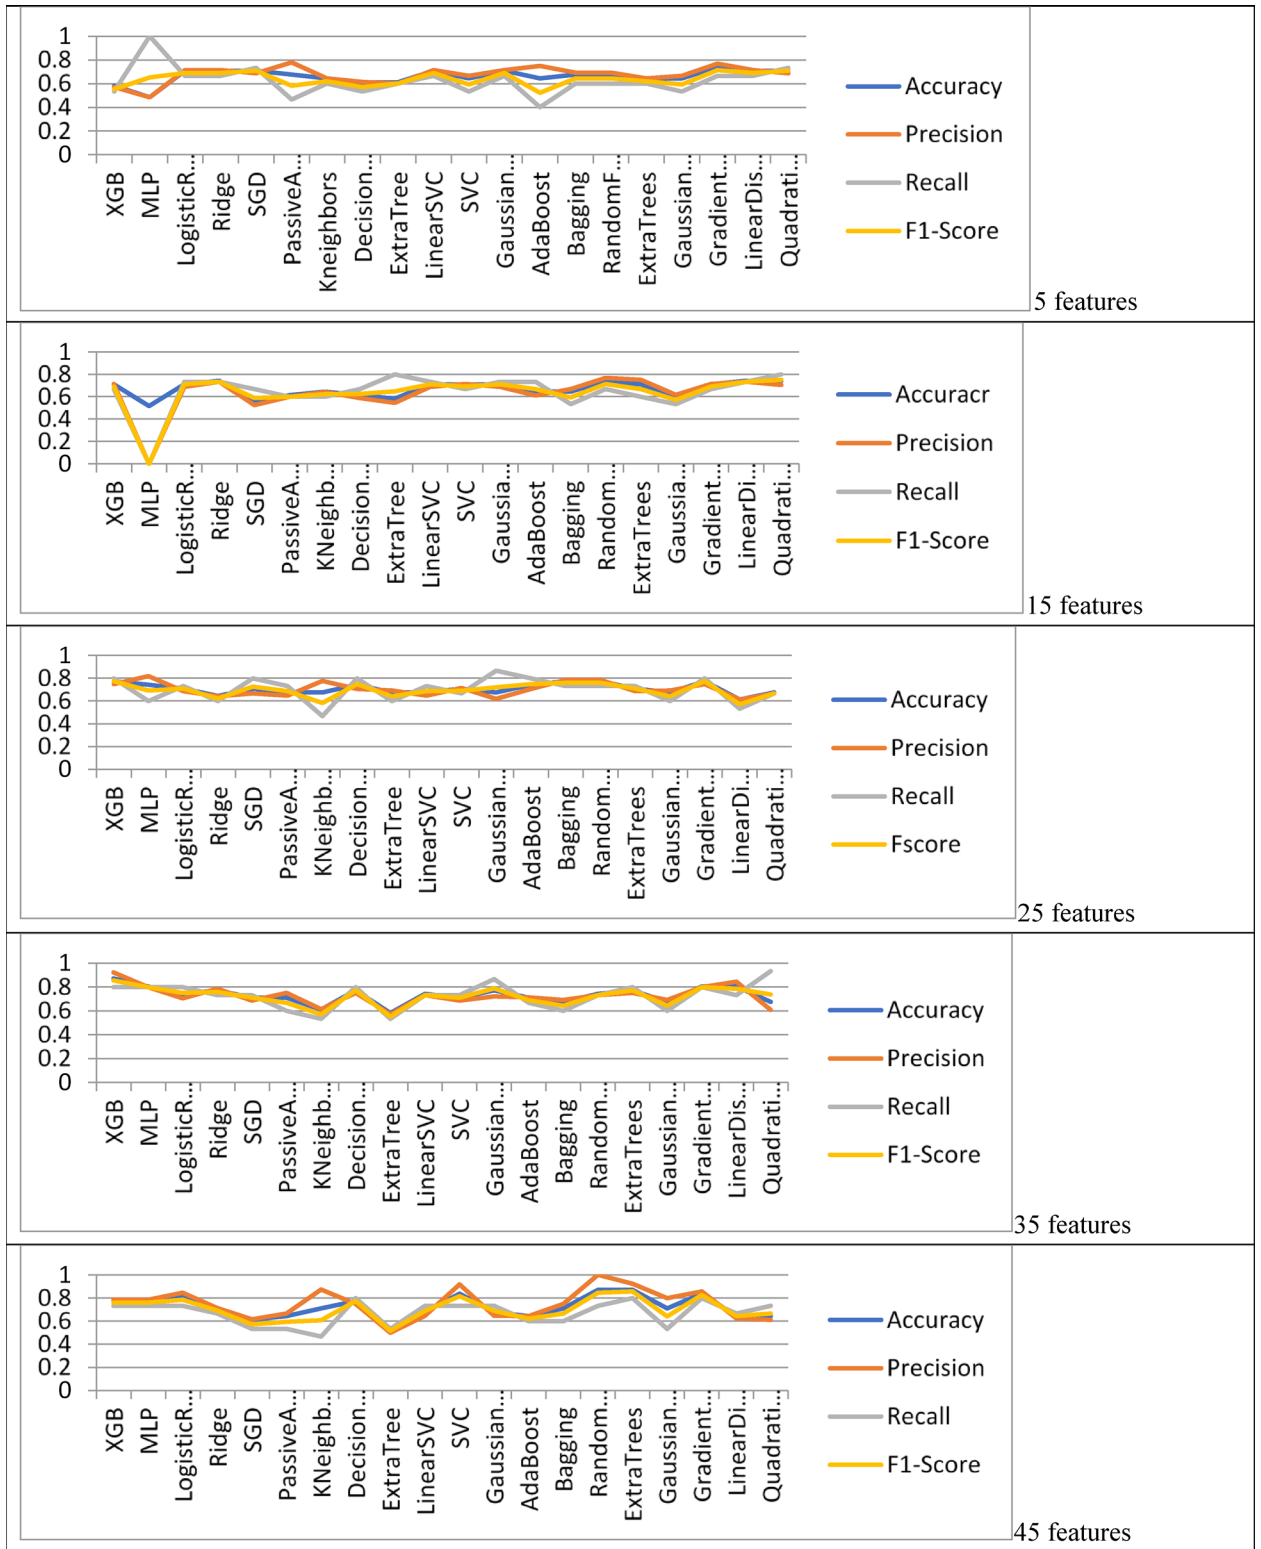 1
0.8
0.6
0.4
0.2
0
XGB
MLP
LogisticR...
Ridge
SGD
PassiveA...
Kneighbors
Decision...
ExtraTree
LinearSVC
SVC
Gaussian...
AdaBoost
Bagging
RandomF...
ExtraTrees
Gaussian...
Gradient...
LinearDis...
Quadrati...
Accuracy
Precision
Recall
F1-Score
5 features
1
0.8
0.6
0.4
0.2
0
XGB
MLP
LogisticR...
Ridge
SGD
PassiveA...
KNeighb...
Decision...
ExtraTree
LinearSVC
SVC
Gaussia...
AdaBoost
Bagging
Random...
ExtraTrees
Gaussia...
Gradient...
LinearDi...
Quadrati...
Accuracr
Precision
Recall
F1-Score
15 features
1
0.8
0.6
0.4
0.2
0
XGB
MLP
LogisticR...
Ridge
SGD
PassiveA...
KNeighb...
Decision...
ExtraTree
LinearSVC
SVC
Gaussian...
AdaBoost
Bagging
Random...
ExtraTrees
Gaussian...
Gradient...
LinearDi...
Quadrati...
Accuracy
Precision
Recall
Fscore
25 features
1
0.8
0.6
0.4
0.2
0
XGB
MLP
LogisticR...
Ridge
SGD
PassiveA...
KNeighb...
Decision...
ExtraTree
LinearSVC
SVC
Gaussian...
AdaBoost
Bagging
Random...
ExtraTrees
Gaussian...
Gradient...
LinearDis...
Quadrati...
Accuracy
Precision
Recall
F1-Score
35 features
1
0.8
0.6
0.4
0.2
0
XGB
MLP
LogisticR...
Ridge
SGD
PassiveA...
KNeighb...
Decision...
ExtraTree
LinearSVC
SVC
Gaussian...
AdaBoost
Bagging
Random...
ExtraTrees
Gaussian...
Gradient...
LinearDi...
Quadrati...
Accuracy
Precision
Recall
F1-Score
45 features